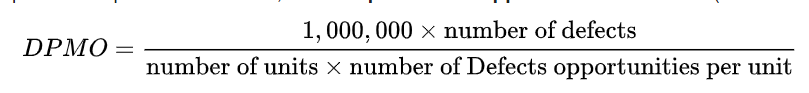 DPMO = 1,000,000 × number of defects
number of units × number of Defects opportunities per unit